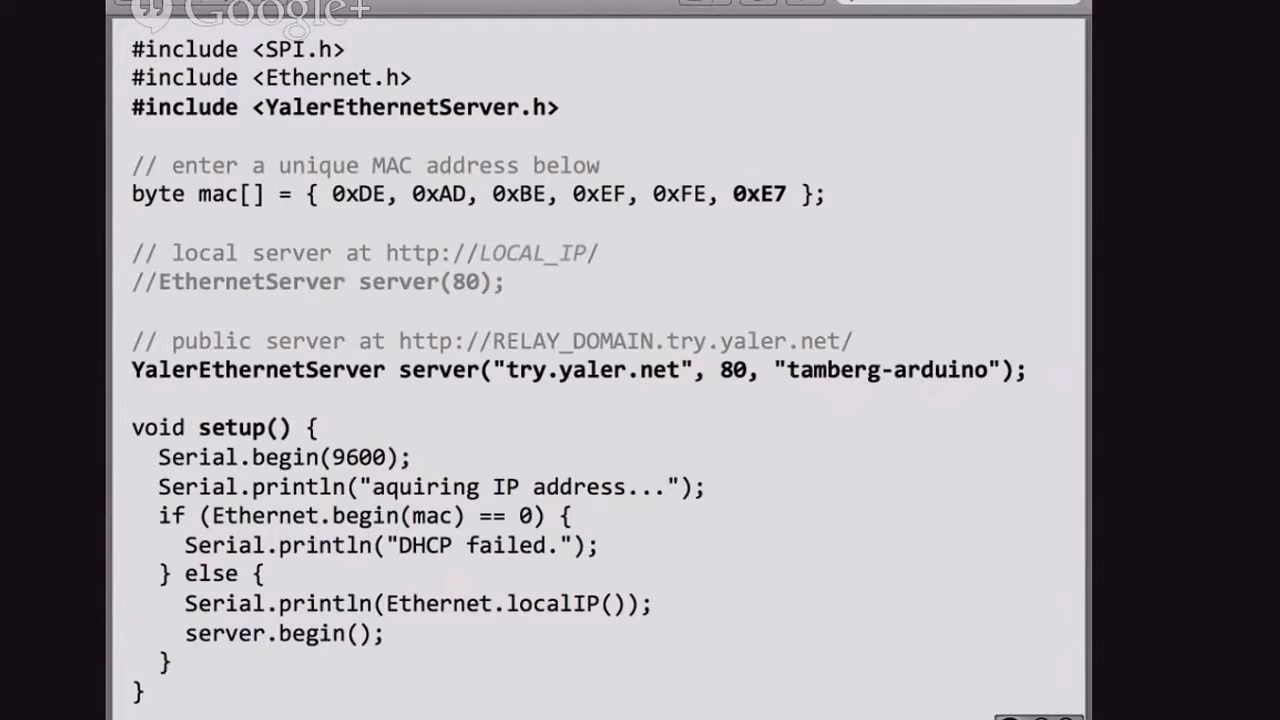 Google+
#include <SPI.h>
#include <Ethernet.h>
#include <YalerEthernetServer.h>
// enter a unique MAC address below
byte mac[] = { 0xDE, 0xAD, 0xBE, 0xEF, 0xFE, 0xE7 };
// local server at http://LOCAL_IP/
//EthernetServer server(80);
// public server at http://RELAY_DOMAIN.try.yaler.net/
YalerEthernetServer server("try.yaler.net", 80, "tamberg-arduino");
void setup() {
  Serial.begin(9600);
  Serial.println("aquiring IP address...");
  if (Ethernet.begin(mac) == 0) {
    Serial.println("DHCP failed.");
  } else {
    Serial.println(Ethernet.localIP());
    server.begin();
  }
}